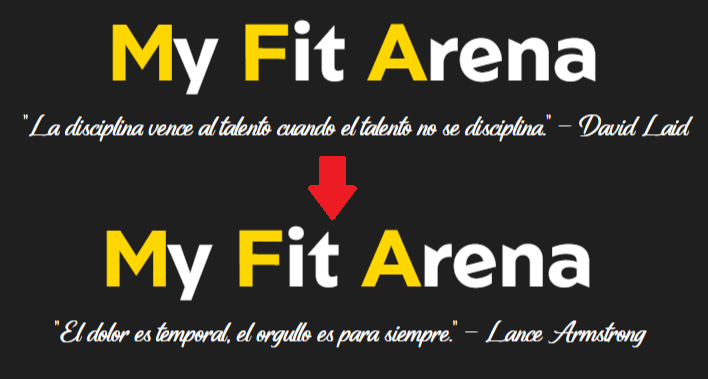 My Fit Arena
"La disciplina vence al talento cuando el talento no se disciplina." – David Laid
My Fit Arena
"El dolor es temporal, el orgullo es para siempre." – Lance Armstrong